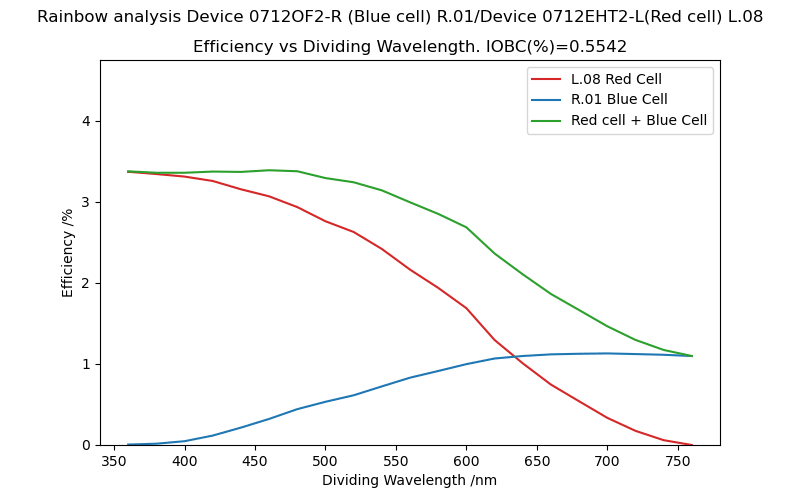 Rainbow analysis Device 0712OF2-R (Blue cell) R.01/Device 0712EHT2-L(Red cell) L.08
Efficiency vs Dividing Wavelength. IOBC(%)=0.5542
L.08 Red Cell
R.01 Blue Cell
Red cell + Blue Cell
4
3
2
1
0
Efficiency /%
350 400 450 500 550 600 650 700 750
Dividing Wavelength /nm